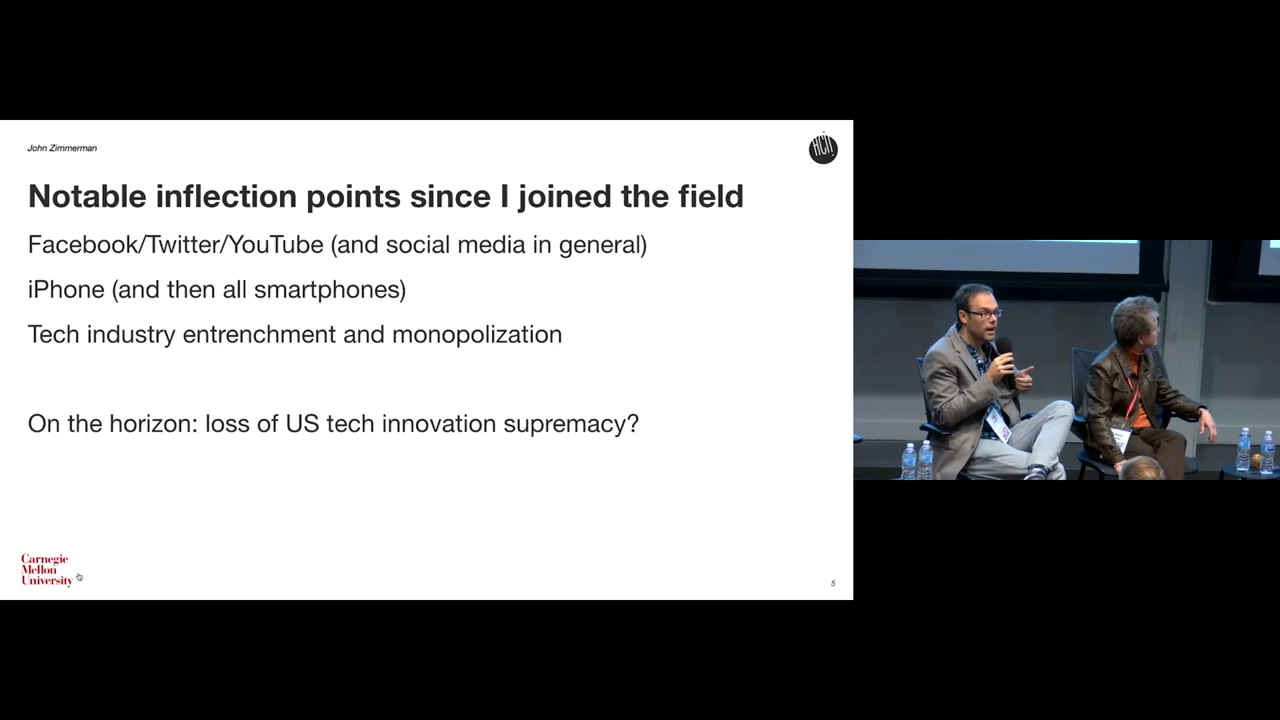 John Zimmerman
HCII
Notable inflection points since I joined the field
Facebook/Twitter/YouTube (and social media in general)
iPhone (and then all smartphones)
Tech industry entrenchment and monopolization
On the horizon: loss of US tech innovation supremacy?
Carnegie
Mellon
University
5